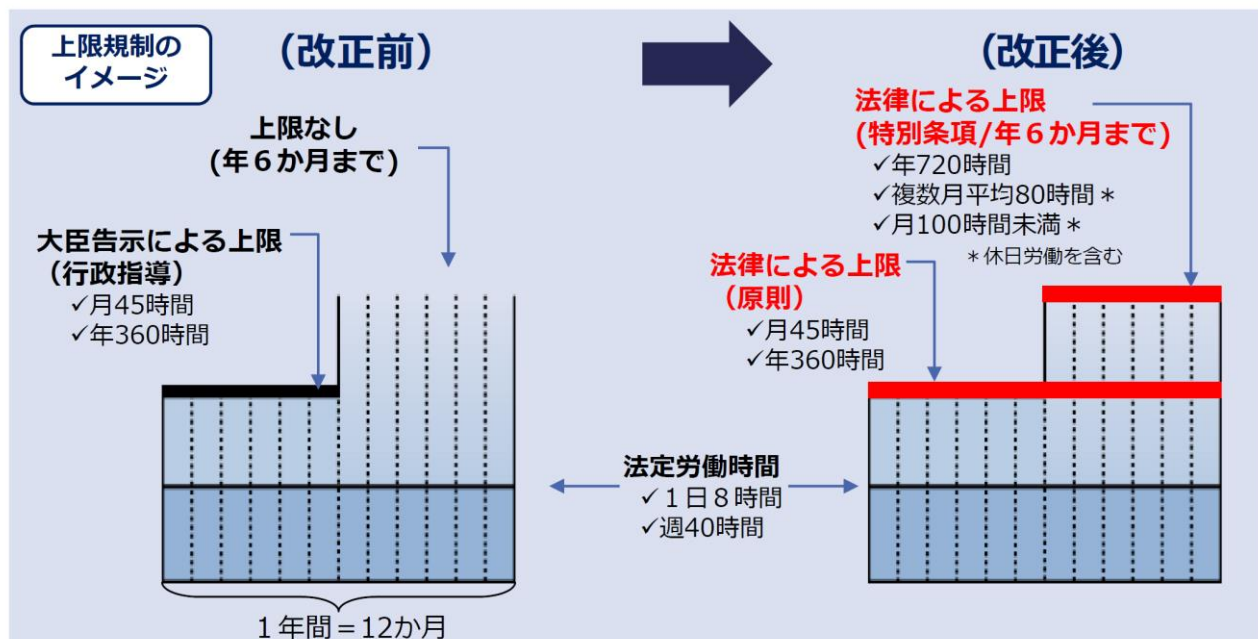 上限規制の
イメージ
(改正前)
(改正後)
上限なし
(年６か月まで)
大臣告示による上限
（行政指導）
✓月45時間
✓年360時間
法律による上限
(特別条項/年６か月まで)
✓年720時間
✓複数月平均80時間＊
✓月100時間未満＊
＊休日労働を含む
法律による上限
（原則）
✓月45時間
✓年360時間
法定労働時間
✓１日８時間
✓週40時間
１年間＝12か月